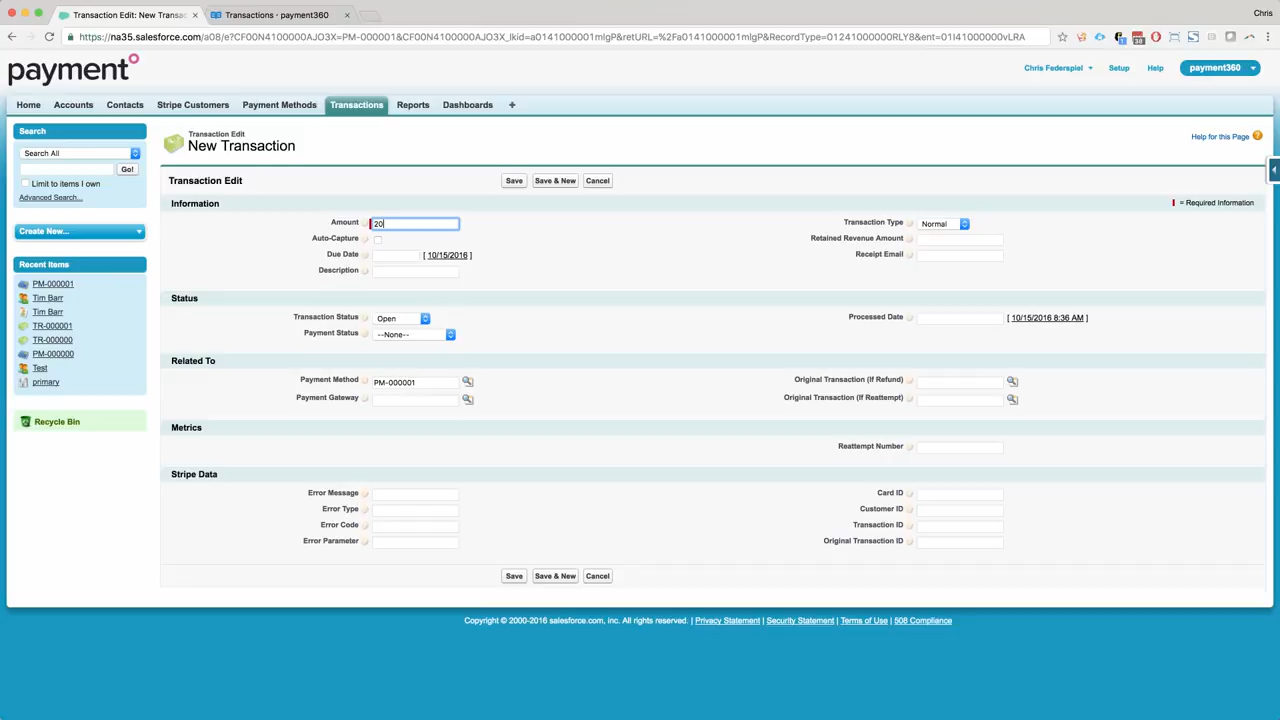 Transaction Edit: New Transac
Transactions · payment360
Chris
https://na35.salesforce.com/a08/e?CF00N4100000AJO3X=PM-000001&CF00N4100000AJO3X_lkid=a0141000001mlgP&retURL=%2Fa0141000001mlgP&RecordType=01241000000RLY8&ent=01I41000000vLRA
payment
Chris Federspiel
Setup
Help
payment360
Home
Accounts
Contacts
Stripe Customers
Payment Methods
Transactions
Reports
Dashboards
+
Search
Search All
Go!
Limit to items I own
Advanced Search...
Create New...
Recent Items
PM-000001
Tim Barr
Tim Barr
TR-000001
TR-000000
PM-000000
Test
primary
Recycle Bin
Transaction Edit
New Transaction
Help for this Page
Transaction Edit
Save
Save & New
Cancel
Information
= Required Information
Amount
20
Transaction Type
Normal
Auto-Capture
Retained Revenue Amount
Due Date
[ 10/15/2016 ]
Receipt Email
Description
Status
Transaction Status
Open
Processed Date
[ 10/15/2016 8:36 AM ]
Payment Status
--None--
Related To
Payment Method
PM-000001
Original Transaction (If Refund)
Payment Gateway
Original Transaction (If Reattempt)
Metrics
Reattempt Number
Stripe Data
Error Message
Card ID
Error Type
Customer ID
Error Code
Transaction ID
Error Parameter
Original Transaction ID
Save
Save & New
Cancel
Copyright © 2000-2016 salesforce.com, inc. All rights reserved. | Privacy Statement | Security Statement | Terms of Use | 508 Compliance